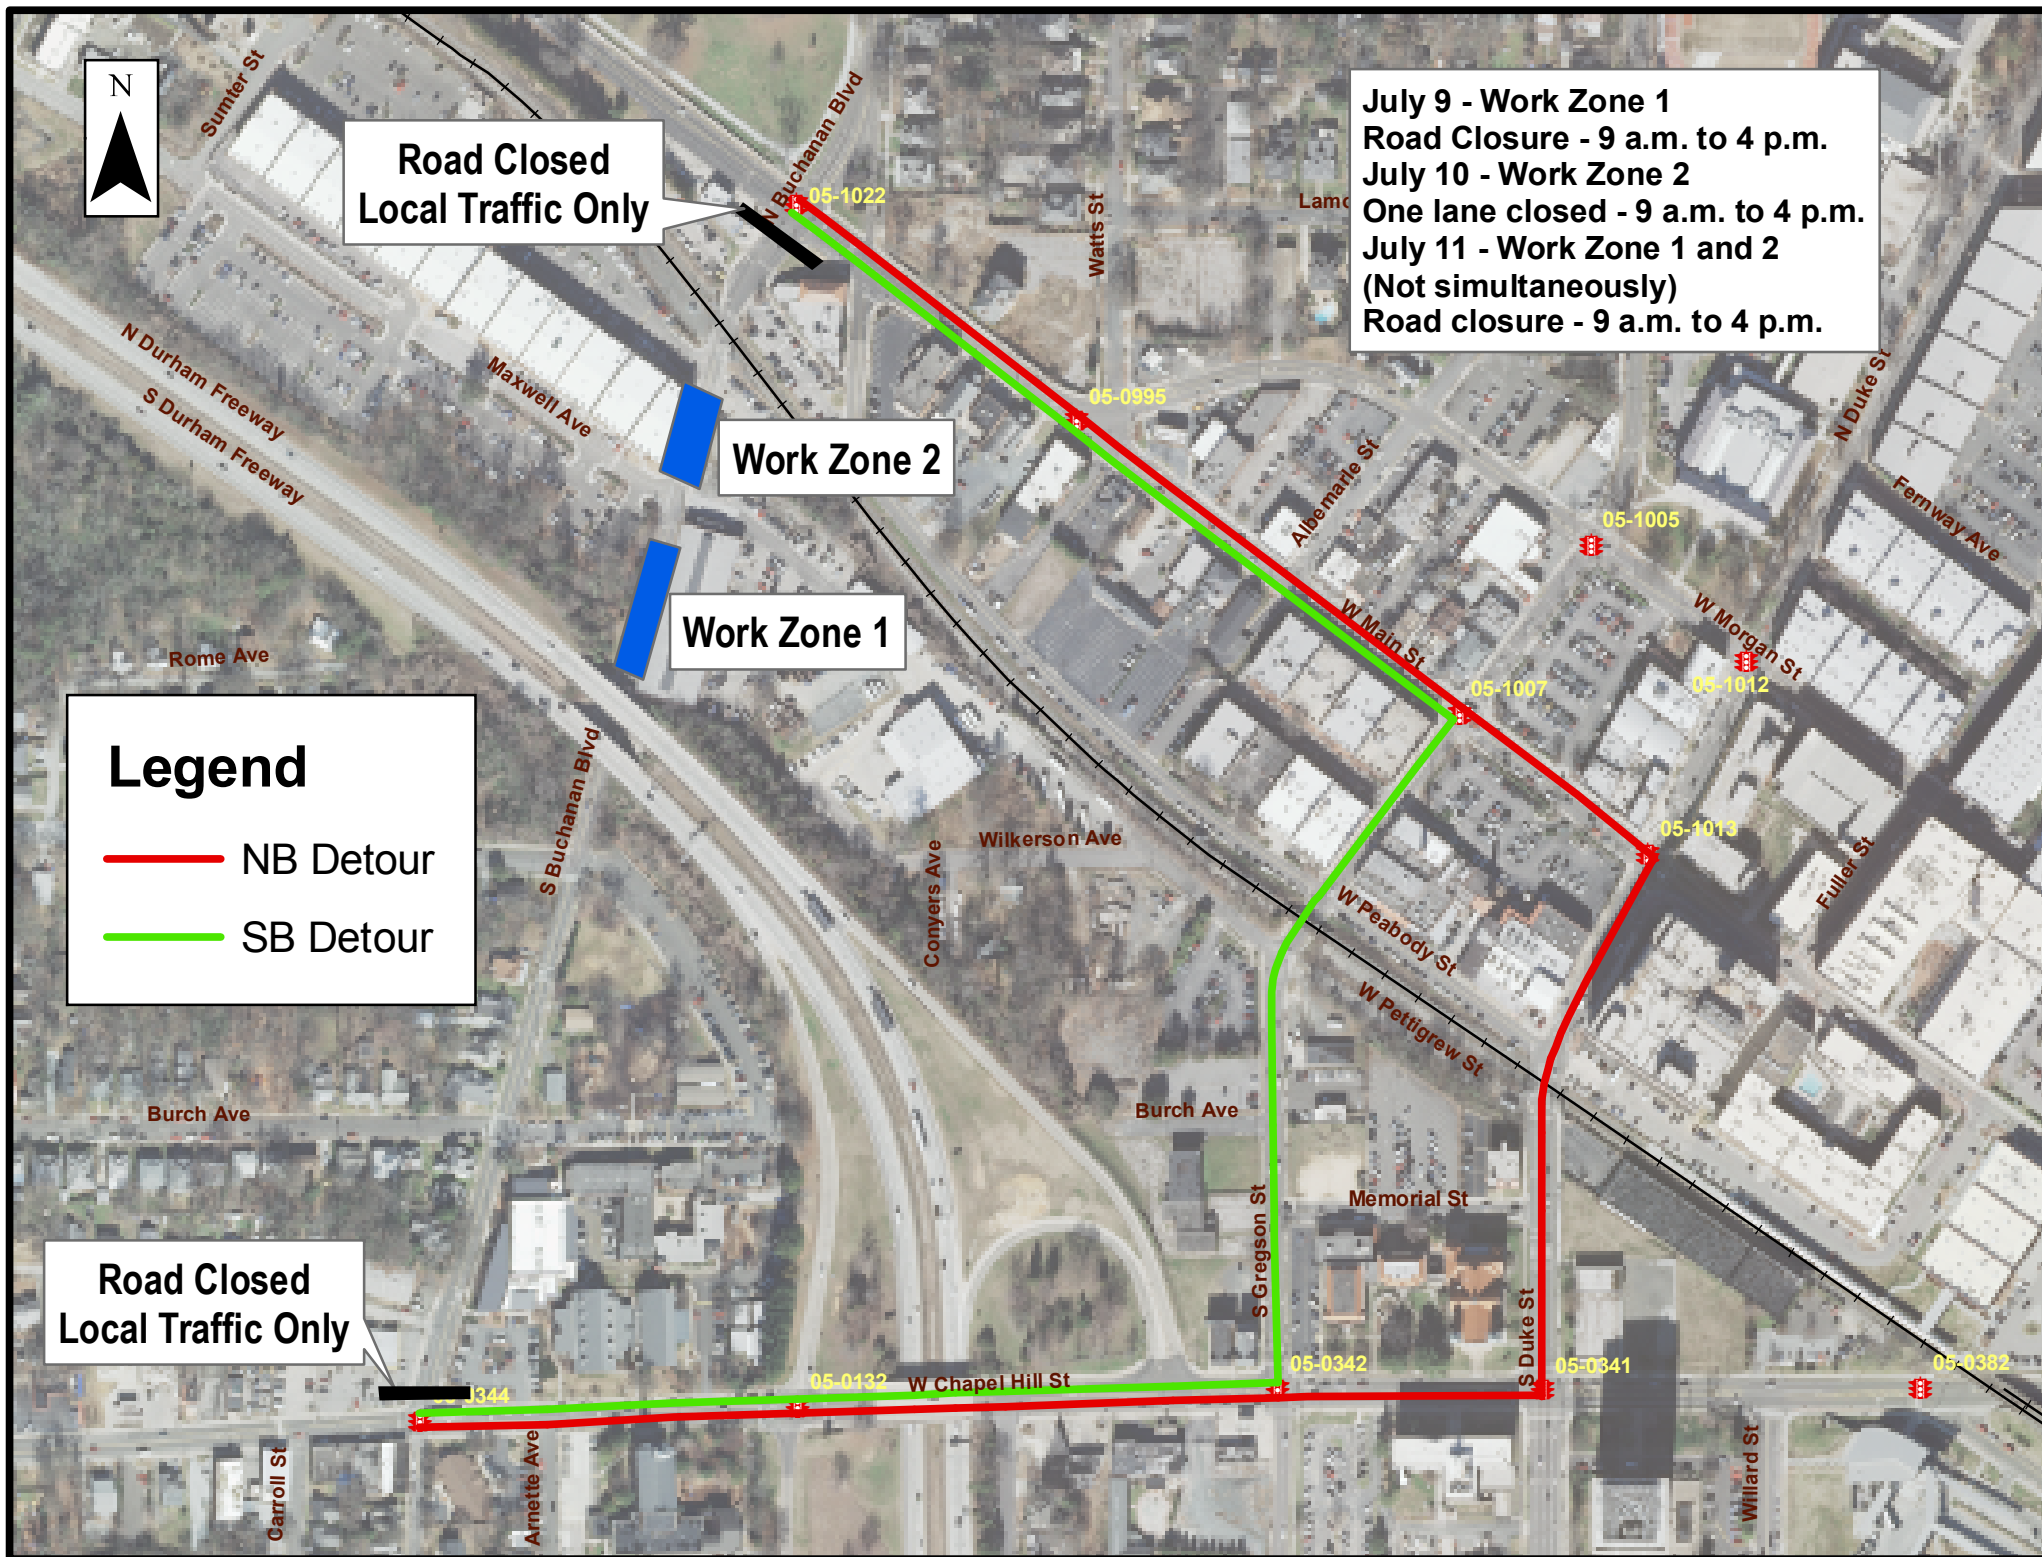 N
Sumter St
Road Closed
Local Traffic Only
N Buchanan Blvd
05-1022
Watts St
July 9 - Work Zone 1
Road Closure - 9 a.m. to 4 p.m.
July 10 - Work Zone 2
One lane closed - 9 a.m. to 4 p.m.
July 11 - Work Zone 1 and 2
(Not simultaneously)
Road closure - 9 a.m. to 4 p.m.
N Durham Freeway
S Durham Freeway
Maxwell Ave
05-0995
N Duke St
Work Zone 2
Albemarle St
05-1005
Fernway Ave
Work Zone 1
W Main St
W Morgan St
Rome Ave
05-1007
05-1012
Legend
NB Detour
SB Detour
S Buchanan Blvd
Wilkerson Ave
Conyers Ave
05-1013
Fuller St
W Peabody St
W Pettigrew St
Burch Ave
Burch Ave
Memorial St
S Gregson St
S Duke St
Road Closed
Local Traffic Only
05-0132
W Chapel Hill St
05-0342
05-0341
05-0382
Carroll St
Arnette Ave
Willard St